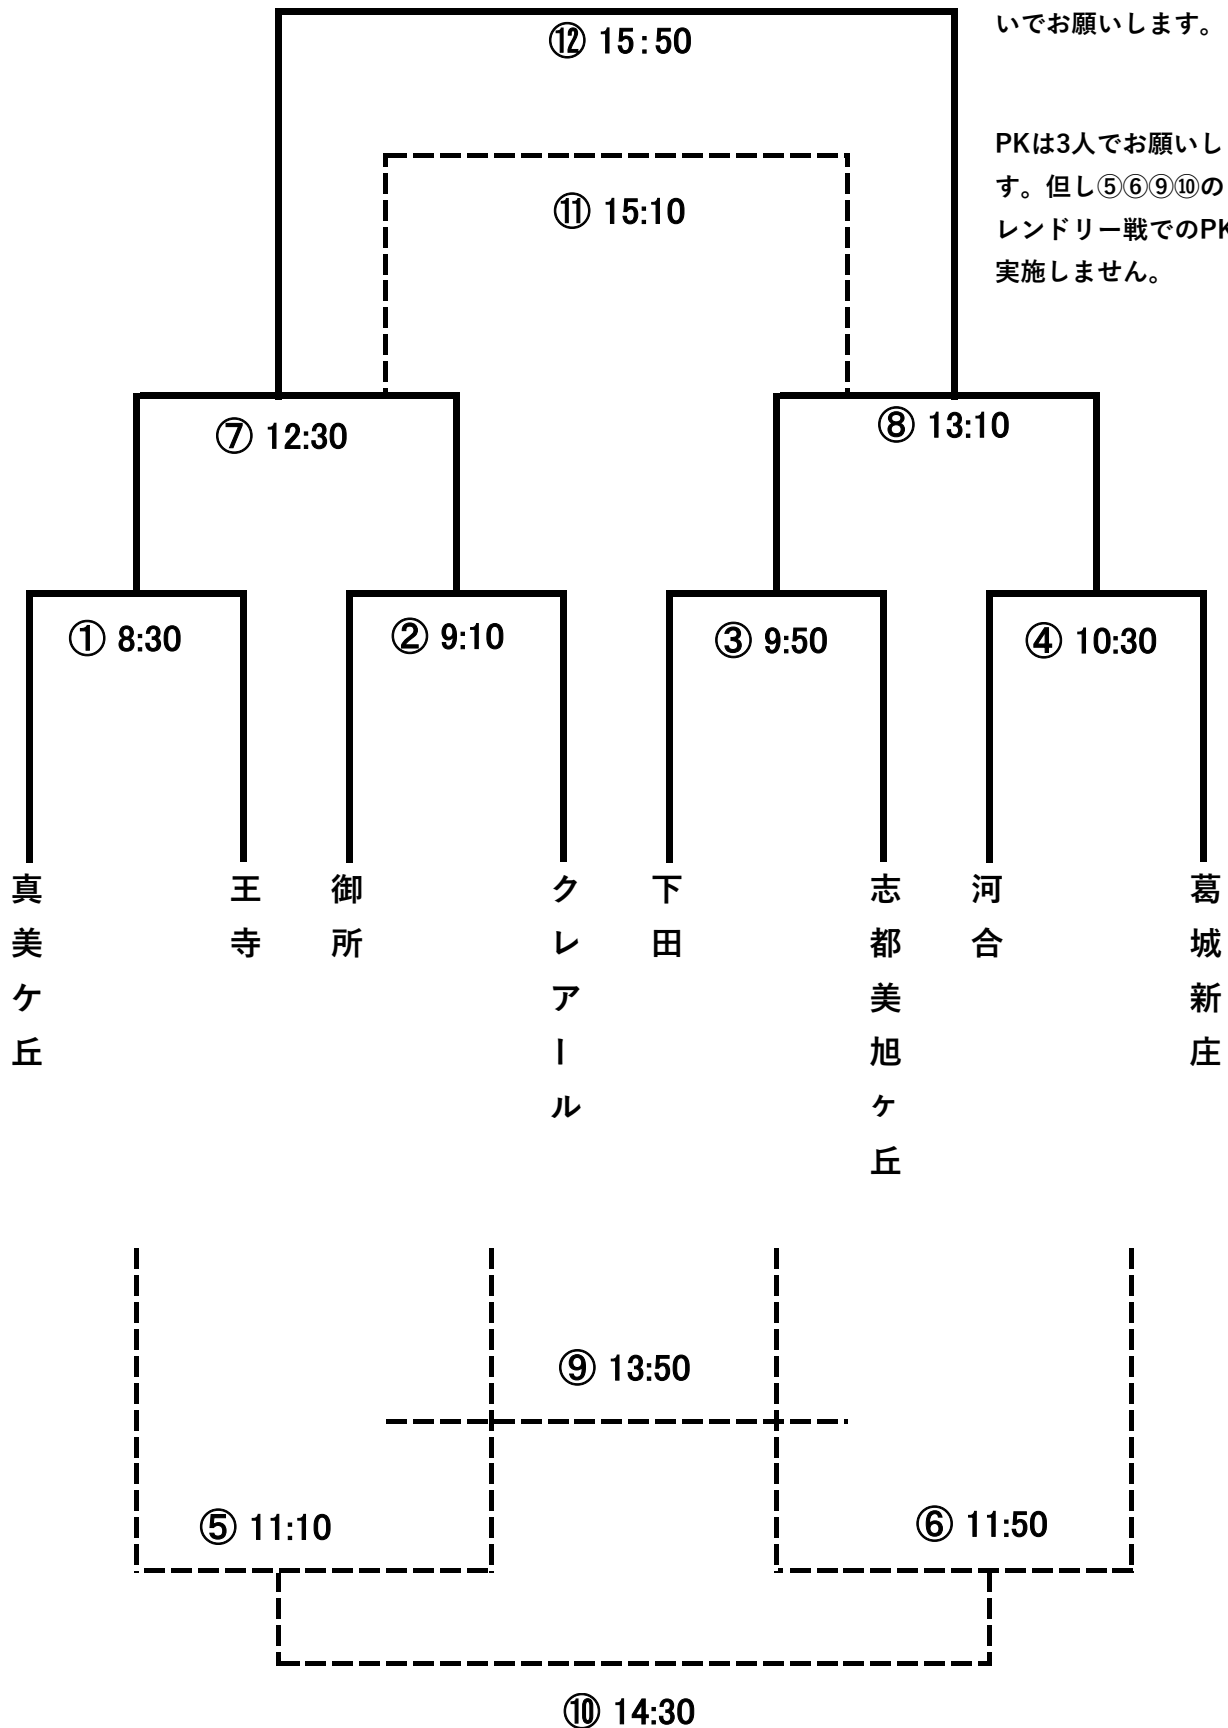 いでお願いします。
⑫ 15:50
PKは3人でお願いし
す。但し⑤⑥⑨⑩の
レンドリー戦でのPK
実施しません。
⑪ 15:10
⑦ 12:30
⑧ 13:10
① 8:30
② 9:10
③ 9:50
④ 10:30
真美ケ丘
王寺
御所
クレアール
下田
志都美旭ヶ丘
河合
葛城新庄
⑨ 13:50
⑤ 11:10
⑥ 11:50
⑩ 14:30